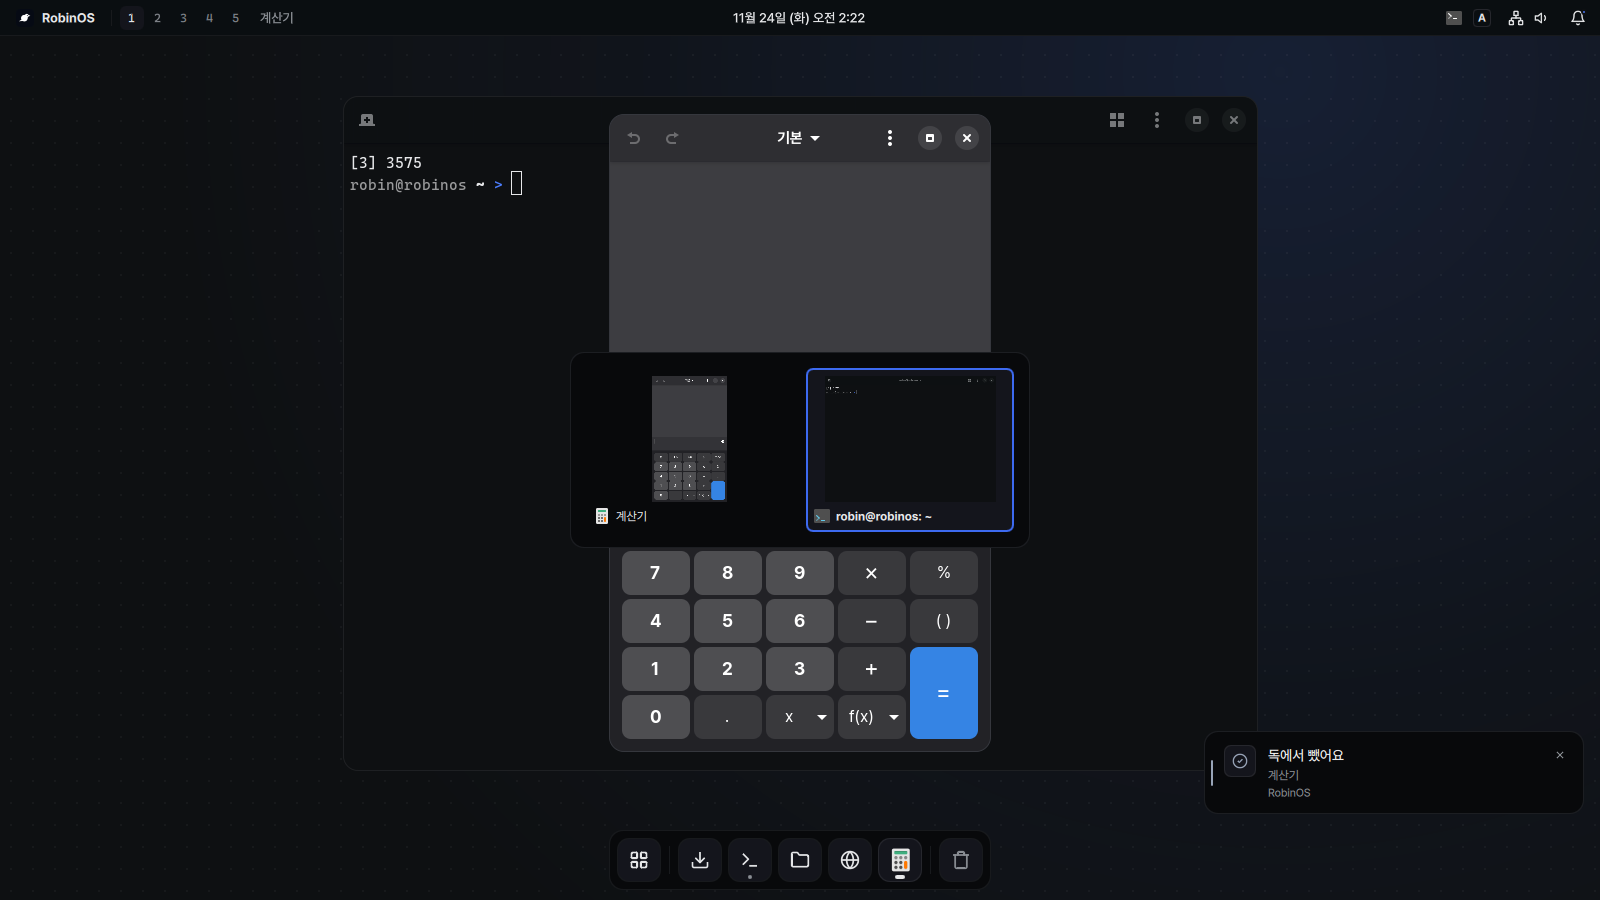 RobinOS 1 2 3 4 5 계산기
11월 24일 (화) 오전 2:22
A
기본
[3] 3575
robin@robinos ~ >
계산기
robin@robinos: ~
7 8 9 × %
4 5 6 − ( )
1 2 3 +
=
0 . x f(x)
독에서 뺐어요
계산기
RobinOS